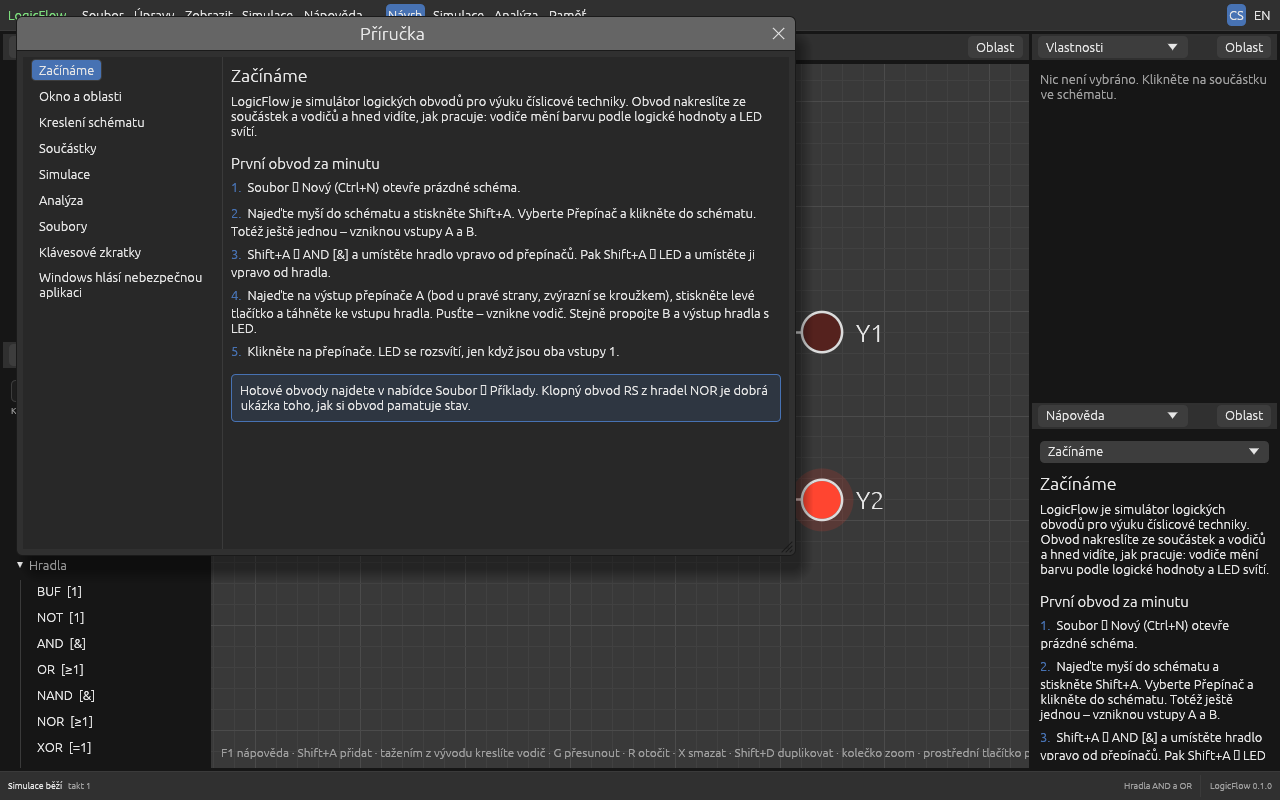 LogicFlow Soubor Úpravy Zobrazit Simulace Nápověda Návrh Simulace Analýza Paměť CS EN
Příručka
Oblast
Vlastnosti
Oblast
Nic není vybráno. Klikněte na součástku
ve schématu.
Začínáme
Okno a oblasti
Kreslení schématu
Součástky
Simulace
Analýza
Soubory
Klávesové zkratky
Windows hlásí nebezpečnou
aplikaci
Začínáme
LogicFlow je simulátor logických obvodů pro výuku číslicové techniky. Obvod nakreslíte ze
součástek a vodičů a hned vidíte, jak pracuje: vodiče mění barvu podle logické hodnoty a LED
svítí.
První obvod za minutu
1. Soubor ▯ Nový (Ctrl+N) otevře prázdné schéma.
2. Najeďte myší do schématu a stiskněte Shift+A. Vyberte Přepínač a klikněte do schématu.
Totéž ještě jednou – vzniknou vstupy A a B.
3. Shift+A ▯ AND [&] a umístěte hradlo vpravo od přepínačů. Pak Shift+A ▯ LED a umístěte ji
vpravo od hradla.
4. Najeďte na výstup přepínače A (bod u pravé strany, zvýrazní se kroužkem), stiskněte levé
tlačítko a táhněte ke vstupu hradla. Pusťte – vznikne vodič. Stejně propojte B a výstup hradla s
LED.
5. Klikněte na přepínače. LED se rozsvítí, jen když jsou oba vstupy 1.
Hotové obvody najdete v nabídce Soubor ▯ Příklady. Klopný obvod RS z hradel NOR je dobrá
ukázka toho, jak si obvod pamatuje stav.
Y1
Y2
Nápověda
Oblast
Začínáme
Začínáme
LogicFlow je simulátor logických
obvodů pro výuku číslicové techniky.
Obvod nakreslíte ze součástek a vodičů
a hned vidíte, jak pracuje: vodiče mění
barvu podle logické hodnoty a LED svítí.
První obvod za minutu
1. Soubor ▯ Nový (Ctrl+N) otevře
prázdné schéma.
2. Najeďte myší do schématu a
stiskněte Shift+A. Vyberte Přepínač a
klikněte do schématu. Totéž ještě
jednou – vzniknou vstupy A a B.
3. Shift+A ▯ AND [&] a umístěte hradlo
vpravo od přepínačů. Pak Shift+A ▯ LED
Hradla
BUF [1]
NOT [1]
AND [&]
OR [≥1]
NAND [&]
NOR [≥1]
XOR [=1]
F1 nápověda · Shift+A přidat · tažením z vývodu kreslíte vodič · G přesunout · R otočit · X smazat · Shift+D duplikovat · kolečko zoom · prostřední tlačítko
Simulace běží takt 1
Hradla AND a OR LogicFlow 0.1.0